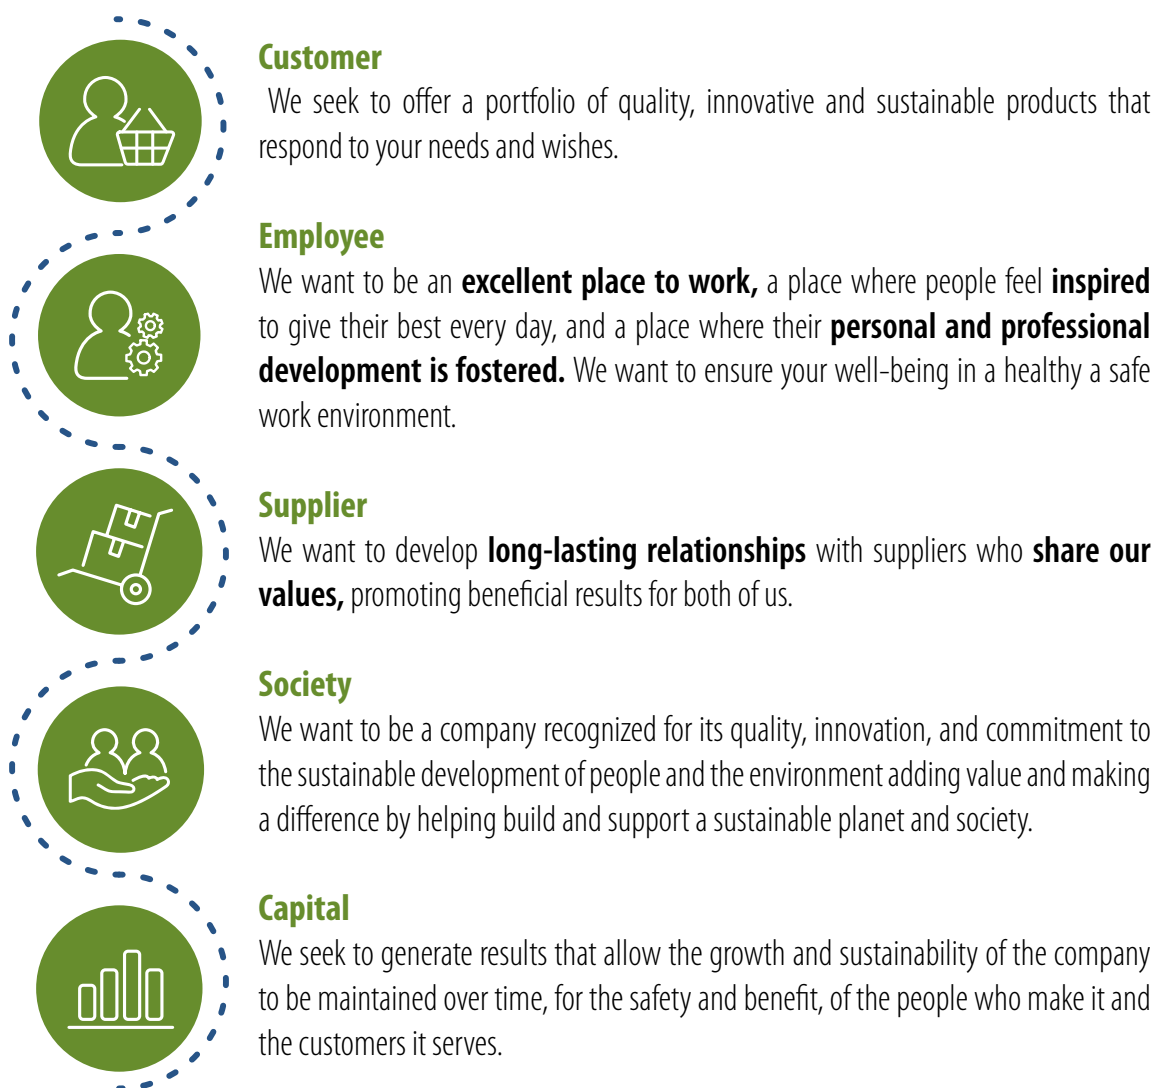 Customer
We seek to offer a portfolio of quality, innovative and sustainable products that
respond to your needs and wishes.
Employee
We want to be an excellent place to work, a place where people feel inspired
to give their best every day, and a place where their personal and professional
development is fostered. We want to ensure your well-being in a healthy a safe
work environment.
Supplier
We want to develop long-lasting relationships with suppliers who share our
values, promoting beneficial results for both of us.
Society
We want to be a company recognized for its quality, innovation, and commitment to
the sustainable development of people and the environment adding value and making
a difference by helping build and support a sustainable planet and society.
Capital
We seek to generate results that allow the growth and sustainability of the company
to be maintained over time, for the safety and benefit, of the people who make it and
the customers it serves.